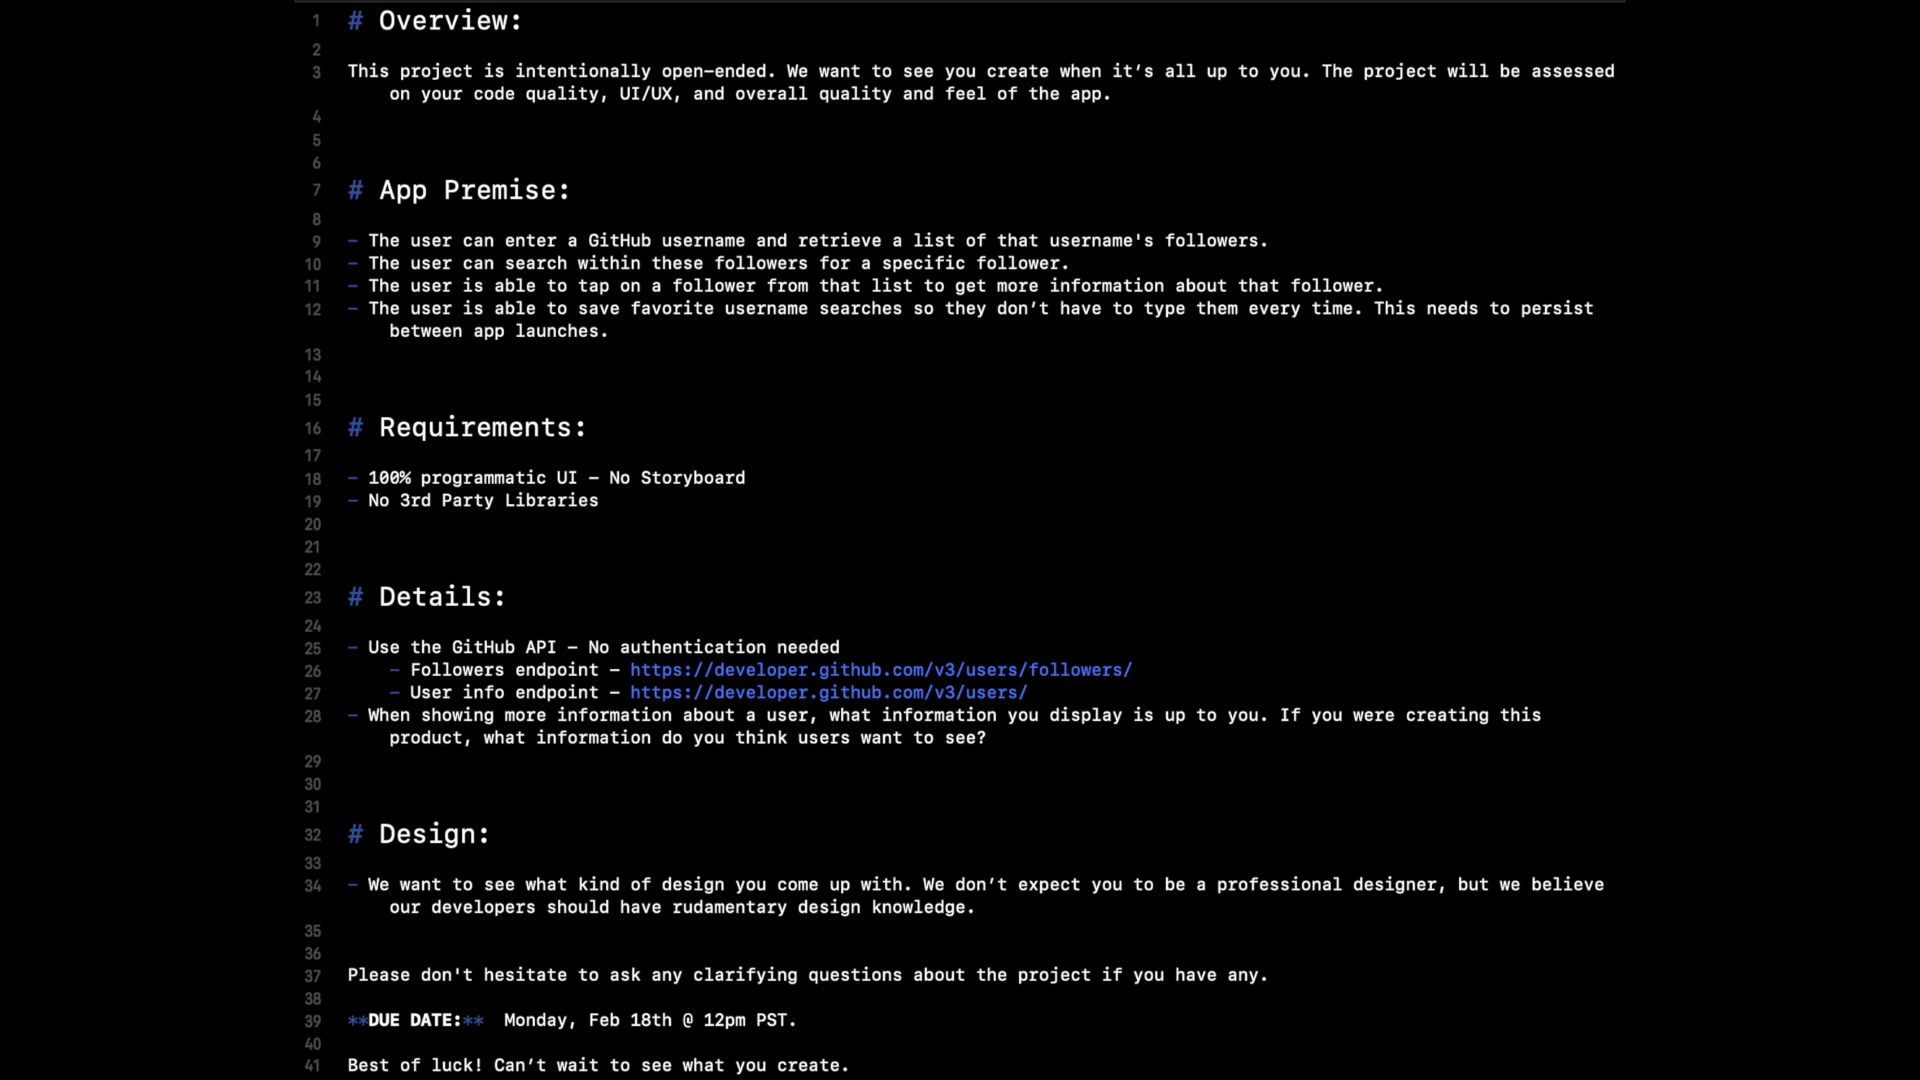 1 # Overview:
2
3 This project is intentionally open-ended. We want to see you create when it’s all up to you. The project will be assessed
on your code quality, UI/UX, and overall quality and feel of the app.
4
5
6
7 # App Premise:
8
9 - The user can enter a GitHub username and retrieve a list of that username's followers.
10 - The user can search within these followers for a specific follower.
11 - The user is able to tap on a follower from that list to get more information about that follower.
12 - The user is able to save favorite username searches so they don’t have to type them every time. This needs to persist
between app launches.
13
14
15
16 # Requirements:
17
18 - 100% programmatic UI - No Storyboard
19 - No 3rd Party Libraries
20
21
22
23 # Details:
24
25 - Use the GitHub API - No authentication needed
26 - Followers endpoint - https://developer.github.com/v3/users/followers/
27 - User info endpoint - https://developer.github.com/v3/users/
28 - When showing more information about a user, what information you display is up to you. If you were creating this
product, what information do you think users want to see?
29
30
31
32 # Design:
33
34 - We want to see what kind of design you come up with. We don’t expect you to be a professional designer, but we believe
our developers should have rudamentary design knowledge.
35
36
37 Please don't hesitate to ask any clarifying questions about the project if you have any.
38
39 **DUE DATE:** Monday, Feb 18th @ 12pm PST.
40
41 Best of luck! Can’t wait to see what you create.